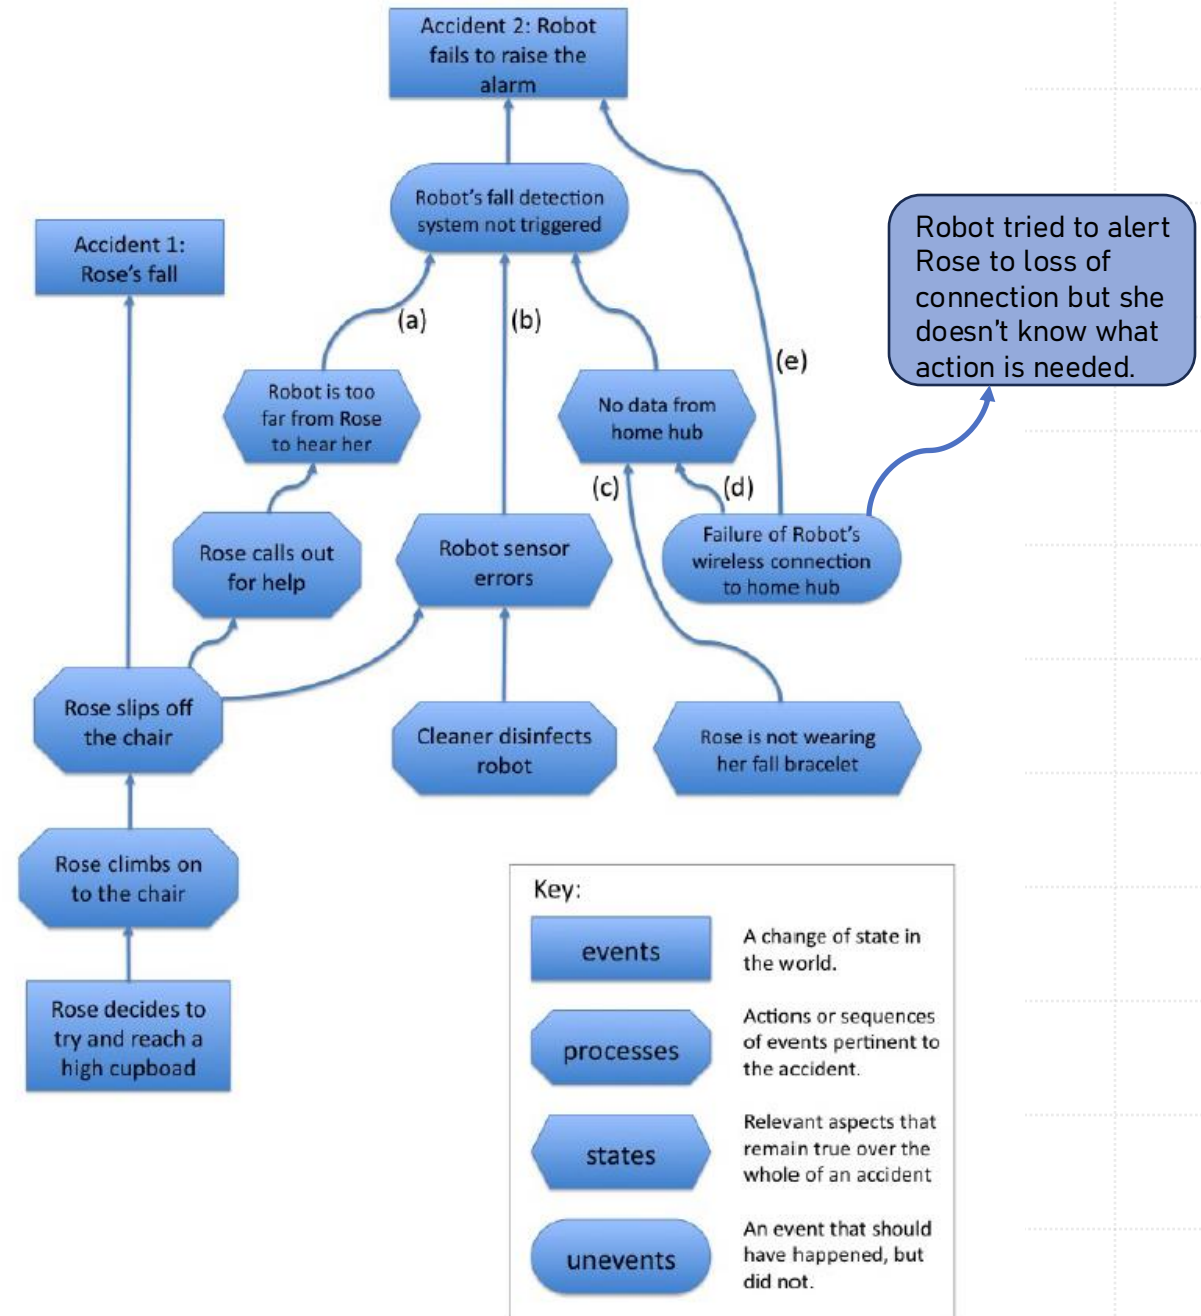 Accident 2: Robot
fails to raise the
alarm
Robot's fall detection
system not triggered
Accident 1:
Rose's fall
Robot tried to alert
Rose to loss of
connection but she
doesn't know what
action is needed.
(a)
(b)
(e)
Robot is too
far from Rose
to hear her
No data from
home hub
(c)
(d)
Rose calls out
for help
Robot sensor
errors
Failure of Robot's
wireless connection
to home hub
Rose slips off
the chair
Cleaner disinfects
robot
Rose is not wearing
her fall bracelet
Rose climbs on
to the chair
Rose decides to
try and reach a
high cupboad
Key:
events
A change of state in
the world.
processes
Actions or sequences
of events pertinent to
the accident.
states
Relevant aspects that
remain true over the
whole of an accident
unevents
An event that should
have happened, but
did not.